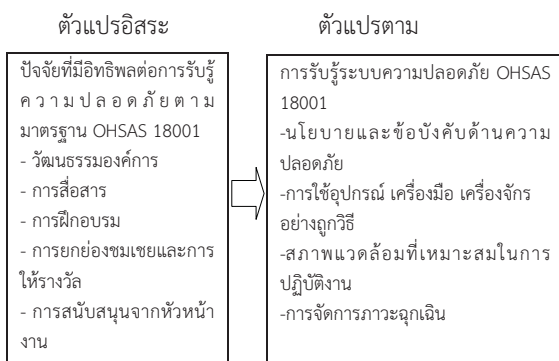 ตัวแปรอิสระ
ปัจจัยที่มีอิทธิพลต่อการรับรู้
ความปลอดภัยตาม
มาตรฐาน OHSAS 18001
- วัฒนธรรมองค์การ
- การสื่อสาร
- การฝึกอบรม
- การยกย่องชมเชยและการ
ให้รางวัล
- การสนับสนุนจากหัวหน้า
งาน
ตัวแปรตาม
การรับรู้ระบบความปลอดภัย OHSAS
18001
-นโยบายและข้อบังคับด้านความ
ปลอดภัย
-การใช้อุปกรณ์ เครื่องมือ เครื่องจักร
อย่างถูกวิธี
-สภาพแวดล้อมที่เหมาะสมในการ
ปฏิบัติงาน
-การจัดการภาวะฉุกเฉิน